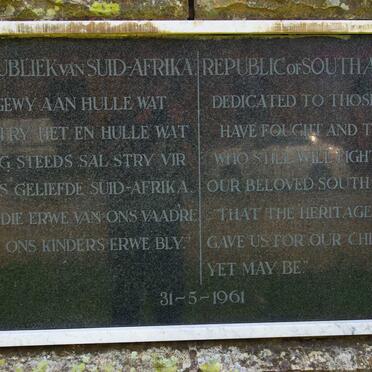 UBLIEK VAN SUID-AFRIKA
GEWY AAN HULLE WAT
TRY HET EN HULLE WAT
G STEEDS SAL STRY VIR
S GELIEFDE SUID-AFRIKA.
DIE ERWE VAN ONS VAADRE
ONS KINDERS ERWE BLY."
REPUBLIC OF SOUTH A
DEDICATED TO THOSE
HAVE FOUGHT AND T
WHO STILL WILL FIGHT
OUR BELOVED SOUTH
"THAT THE HERITAGE
GAVE US FOR OUR CHI
YET MAY BE."
31-5-1961